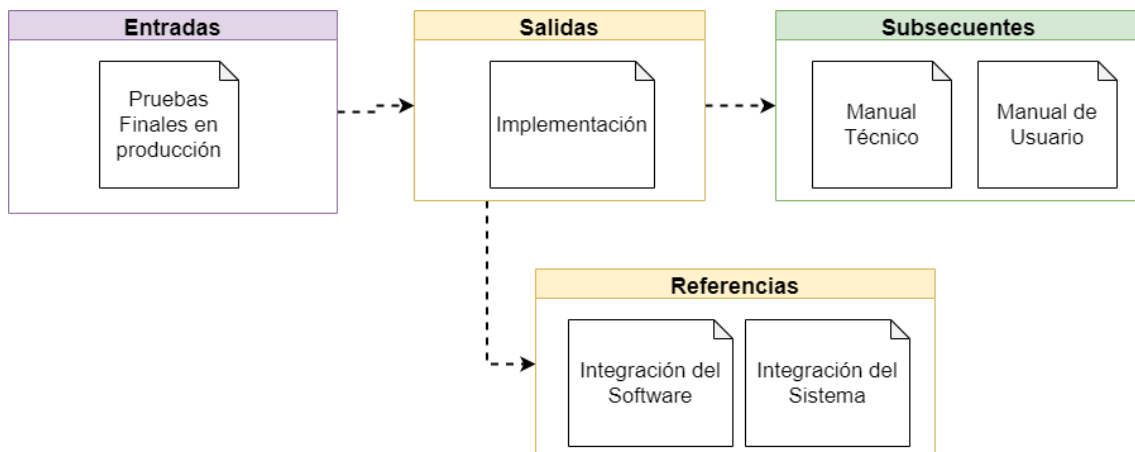 Entradas
Pruebas
Finales en
producción
Salidas
Implementación
Subsecuentes
Manual
Técnico
Manual de
Usuario
Referencias
Integración del
Software
Integración del
Sistema